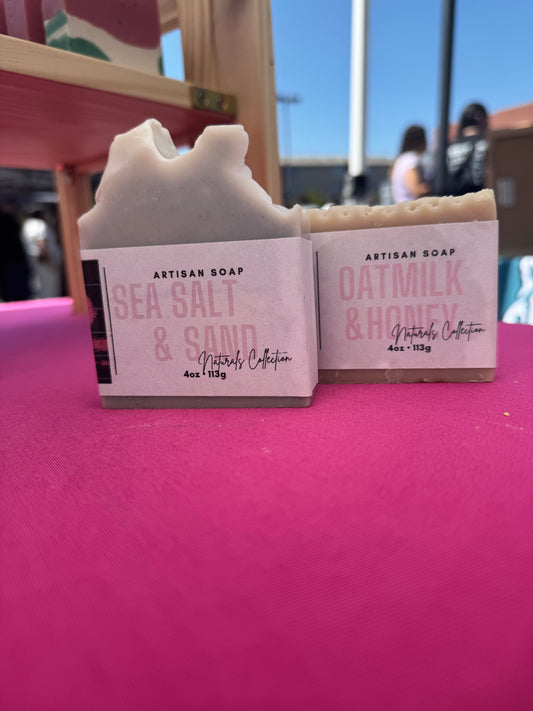 ARTISAN SOAP
SEA SALT
& SAND
Naturals Collection
4oz • 113g
ARTISAN SOAP
OATMILK
&HONEY
Naturals Collection
4oz • 113g